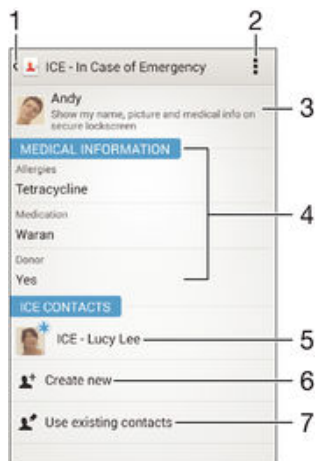 1
2
ICE - In Case of Emergency
Andy
Show my name, picture and medical info on
secure lockscreen
3
MEDICAL INFORMATION
Allergies
Tetracycline
4
Medication
Waran
Donor
Yes
ICE CONTACTS
ICE - Lucy Lee
5
Create new
6
Use existing contacts
7